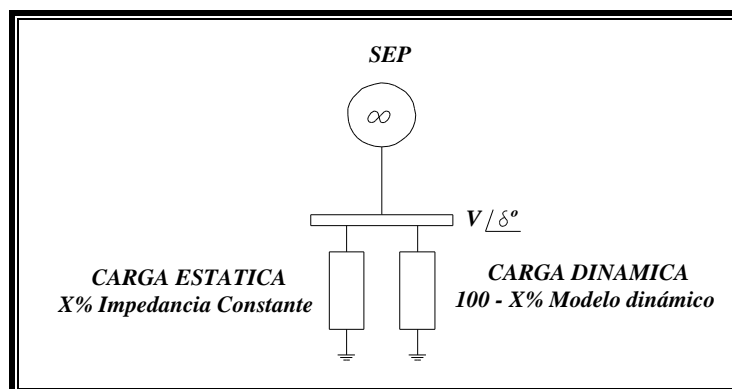 SEP
∞
V/δº
CARGA ESTATICA
X% Impedancia Constante
CARGA DINAMICA
100 - X% Modelo dinámico